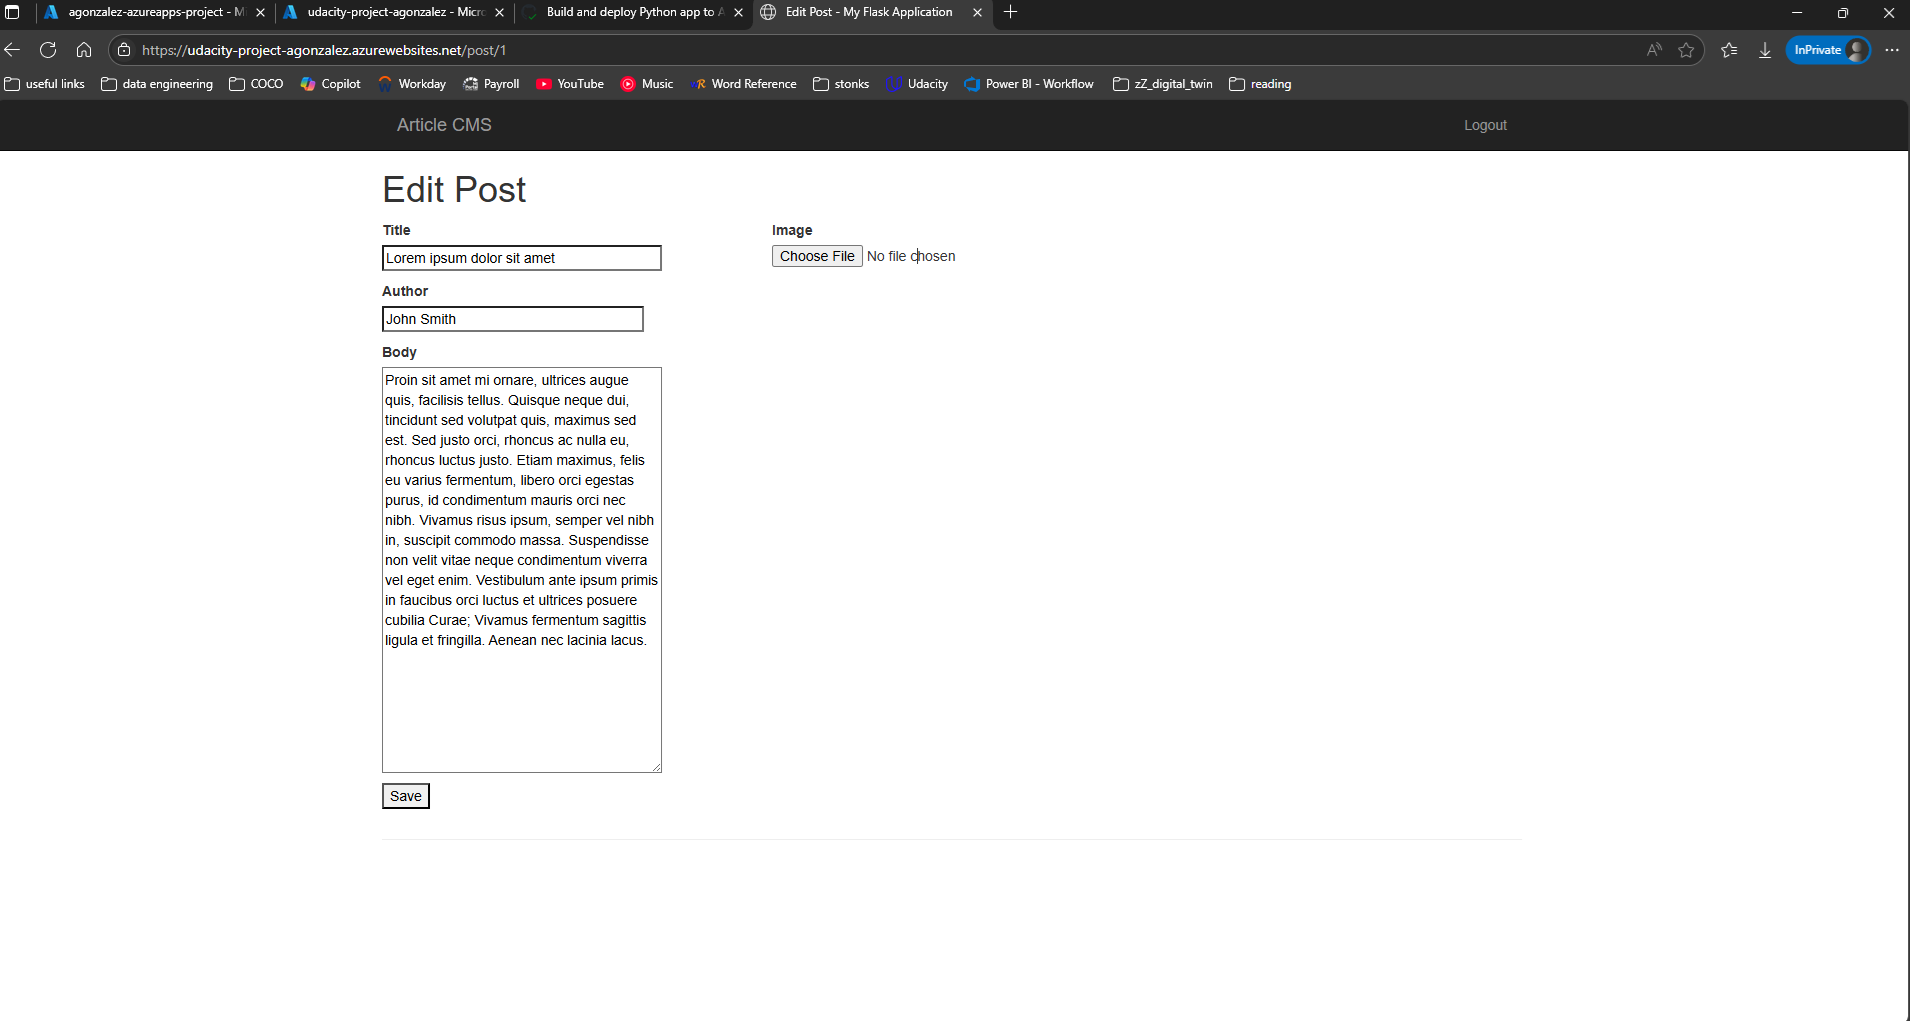 agonzalez-azureapps-project - Mi
udacity-project-agonzalez - Micro
Build and deploy Python app to A
Edit Post - My Flask Application
https://udacity-project-agonzalez.azurewebsites.net/post/1
InPrivate
useful links
data engineering
COCO
Copilot
Workday
Payroll
YouTube
Music
Word Reference
stonks
Udacity
Power BI - Workflow
zZ_digital_twin
reading
Article CMS
Logout
Edit Post
Title
Lorem ipsum dolor sit amet
Image
Choose File No file chosen
Author
John Smith
Body
Proin sit amet mi ornare, ultrices augue
quis, facilisis tellus. Quisque neque dui,
tincidunt sed volutpat quis, maximus sed
est. Sed justo orci, rhoncus ac nulla eu,
rhoncus luctus justo. Etiam maximus, felis
eu varius fermentum, libero orci egestas
purus, id condimentum mauris orci nec
nibh. Vivamus risus ipsum, semper vel nibh
in, suscipit commodo massa. Suspendisse
non velit vitae neque condimentum viverra
vel eget enim. Vestibulum ante ipsum primis
in faucibus orci luctus et ultrices posuere
cubilia Curae; Vivamus fermentum sagittis
ligula et fringilla. Aenean nec lacinia lacus.
Save